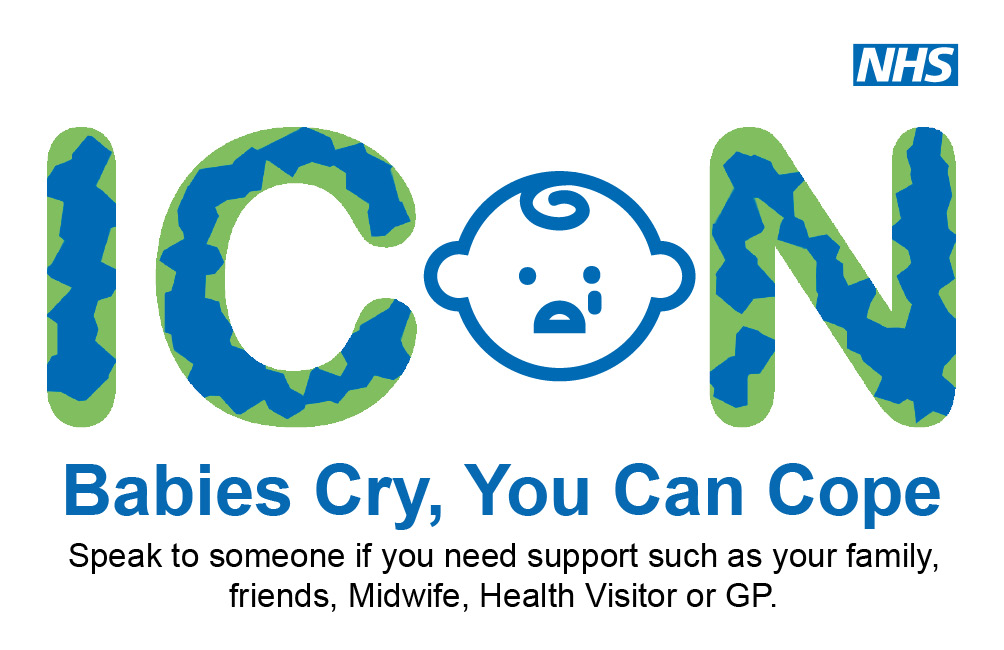 NHS
ICON
Babies Cry, You Can Cope
Speak to someone if you need support such as your family,
friends, Midwife, Health Visitor or GP.